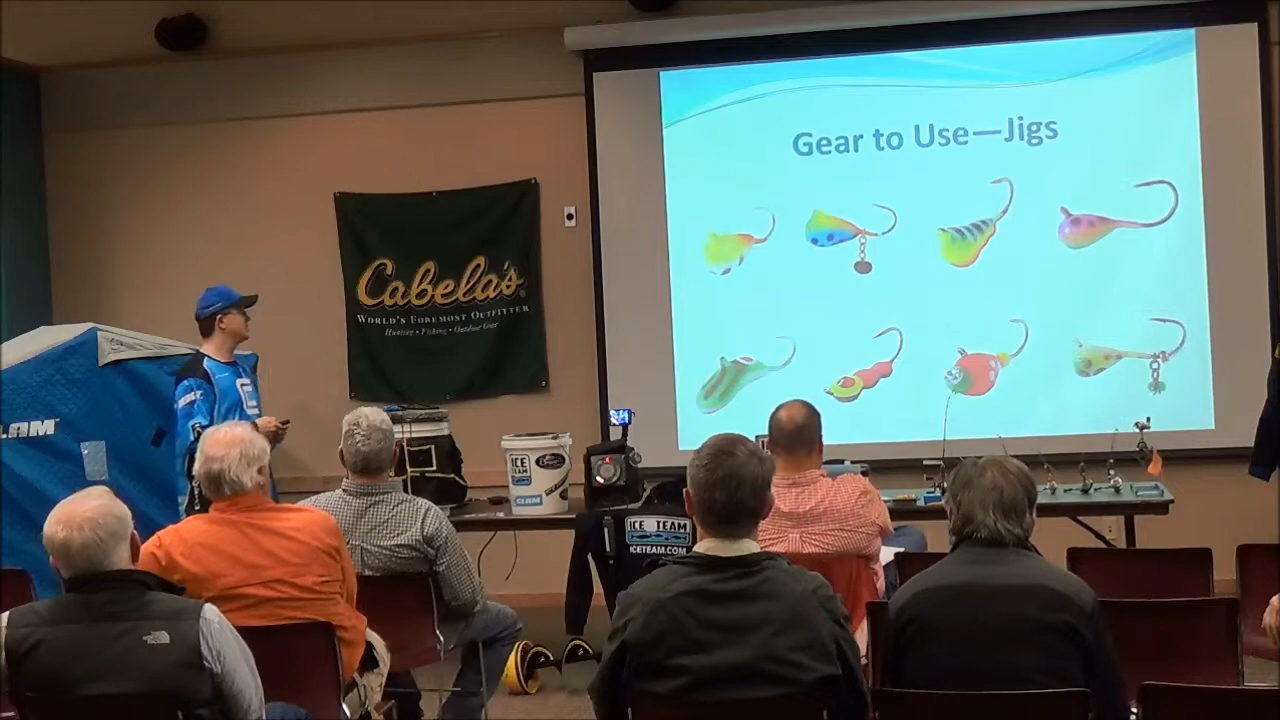 Gear to Use—Jigs
Cabela's
WORLD'S FOREMOST OUTFITTER
Hunting • Fishing • Outdoor Gear
CLAM
ICE
TEAM
CLAM
ICE TEAM
ICETEAM.COM